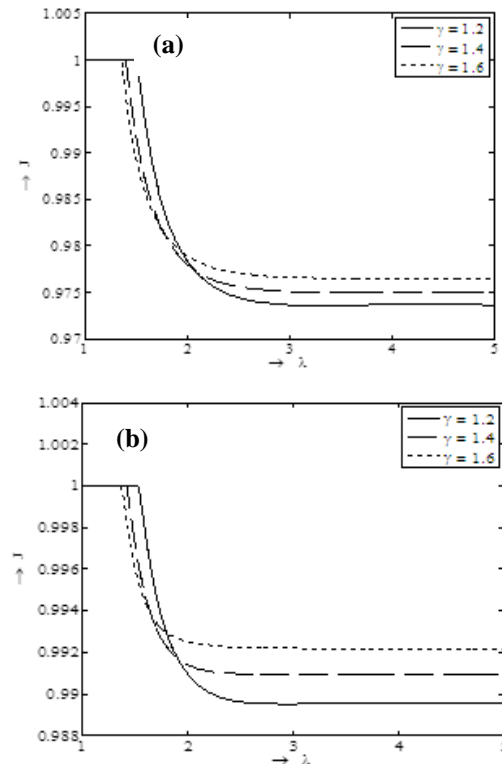 1.005
(a)
γ = 1.2
γ = 1.4
γ = 1.6
1
0.995
0.99
→ J
0.985
0.98
0.975
0.97
1 2 3 4 5
→ λ
1.004
(b)
γ = 1.2
γ = 1.4
γ = 1.6
1.002
1
0.998
0.996
→ J
0.994
0.992
0.99
0.988
1 2 3 4 5
→ λ